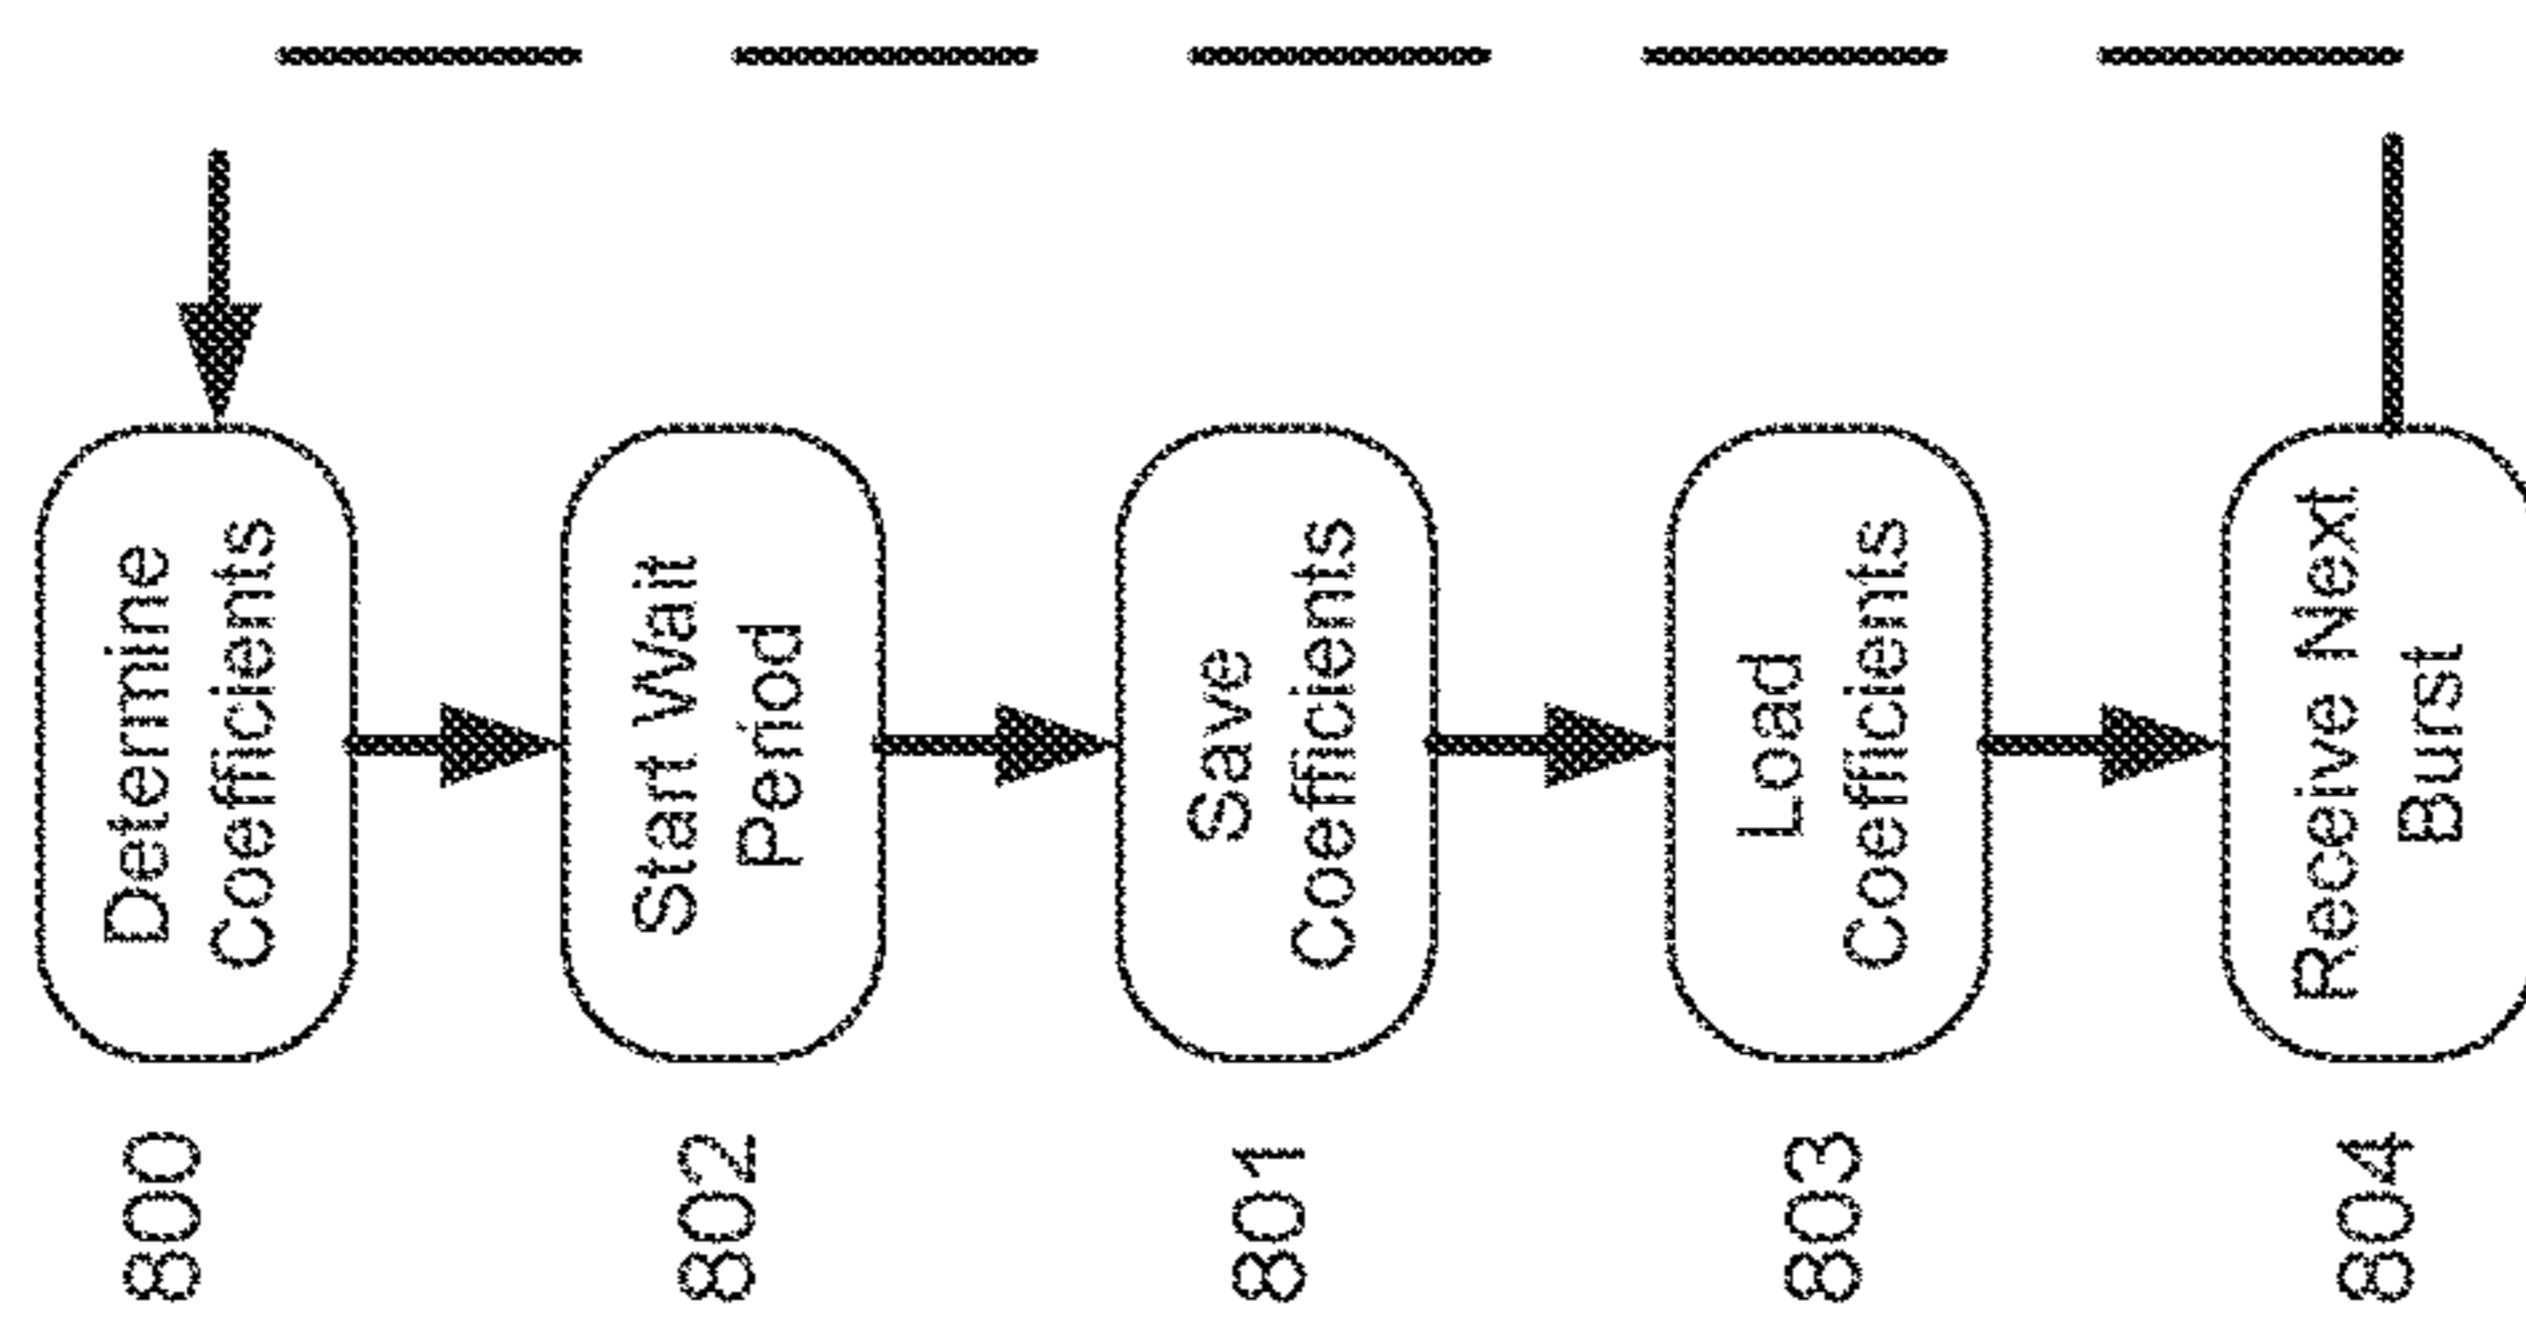 800
Determine
Coefficients
802
Start Wait
Period
801
Save
Coefficients
803
Load
Coefficients
804
Receive Next
Burst